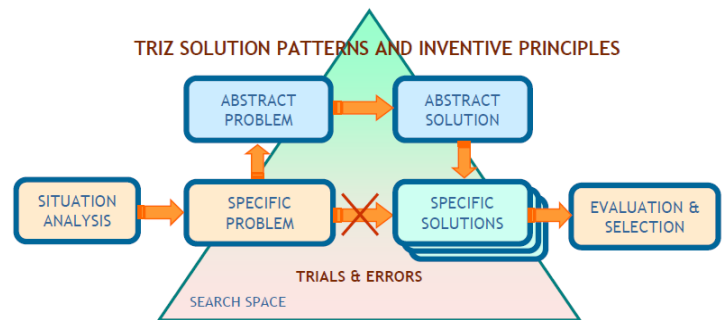 TRIZ SOLUTION PATTERNS AND INVENTIVE PRINCIPLES
ABSTRACT
PROBLEM
ABSTRACT
SOLUTION
SITUATION
ANALYSIS
SPECIFIC
PROBLEM
SPECIFIC
SOLUTIONS
EVALUATION &
SELECTION
TRIALS & ERRORS
SEARCH SPACE